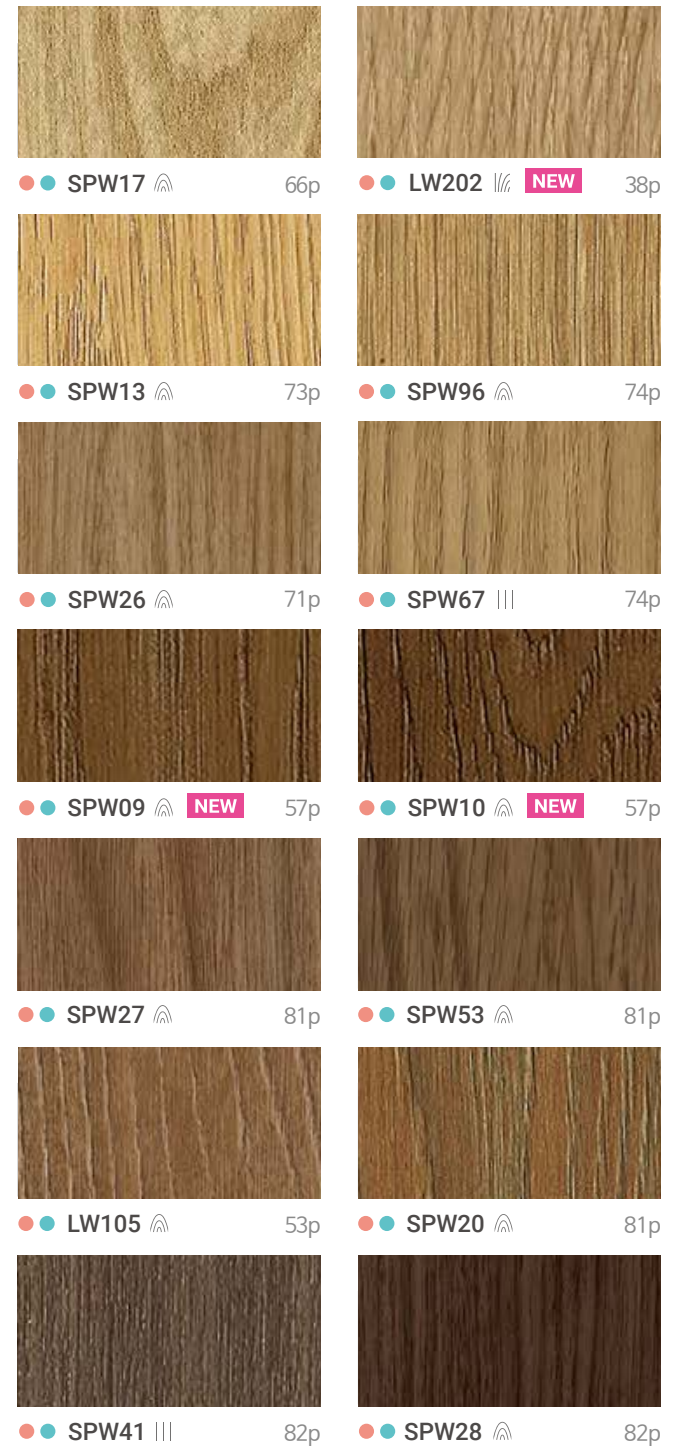 SPW17 66p
LW202 NEW 38p
SPW13 73p
SPW96 74p
SPW26 71p
SPW67 74p
SPW09 NEW 57p
SPW10 NEW 57p
SPW27 81p
SPW53 81p
LW105 53p
SPW20 81p
SPW41 82p
SPW28 82p